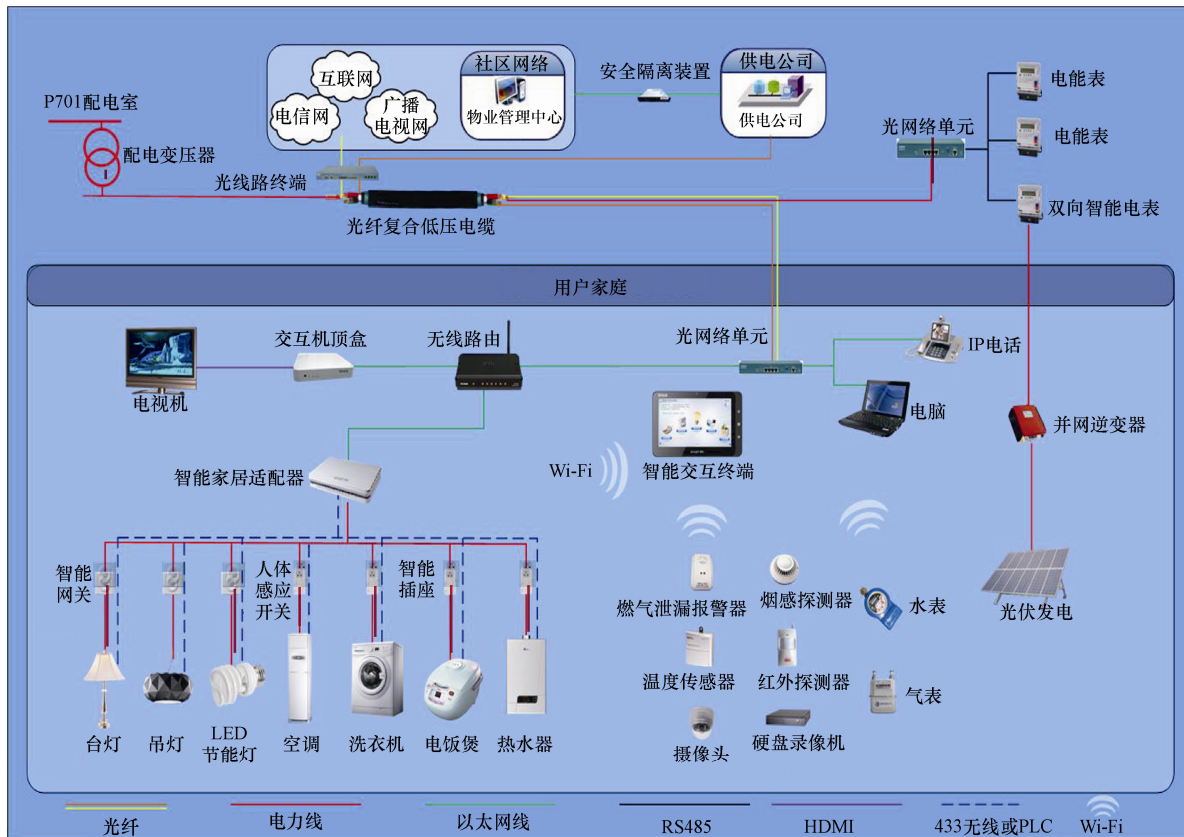 互联网
电信网
广播
电视网
社区网络
物业管理中心
安全隔离装置
供电公司
供电公司
P701配电室
配电变压器
光线路终端
光纤复合低压电缆
光网络单元
电能表
电能表
双向智能电表
用户家庭
电视机
交互机顶盒
无线路由
光网络单元
IP电话
电脑
并网逆变器
智能家居适配器
Wi-Fi
智能交互终端
智能
网关
人体
感应
开关
智能
插座
燃气泄漏报警器
烟感探测器
水表
光伏发电
温度传感器
红外探测器
气表
摄像头
硬盘录像机
台灯
吊灯
LED
节能灯
空调
洗衣机
电饭煲
热水器
光纤
电力线
以太网线
RS485
HDMI
433无线或PLC
Wi-Fi